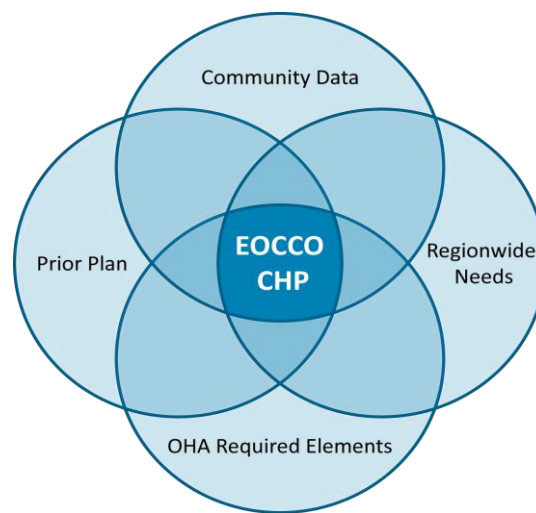 Community Data
Prior Plan
EOCCO
CHP
Regionwide
Needs
OHA Required Elements